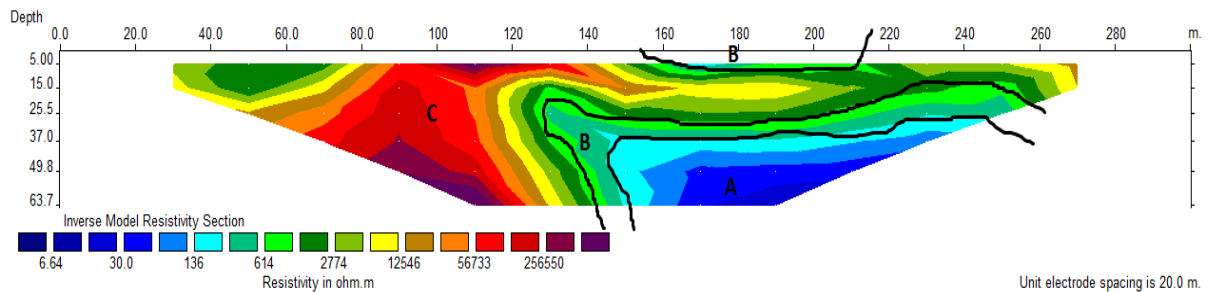 Depth
0.0 20.0 40.0 60.0 80.0 100 120 140 160 180 200 220 240 260 280 m.
5.00
15.0
25.5
37.0
49.8
63.7
B
C
B
A
Inverse Model Resistivity Section
6.64 30.0 136 614 2774 12546 56733 256550
Resistivity in ohm.m
Unit electrode spacing is 20.0 m.